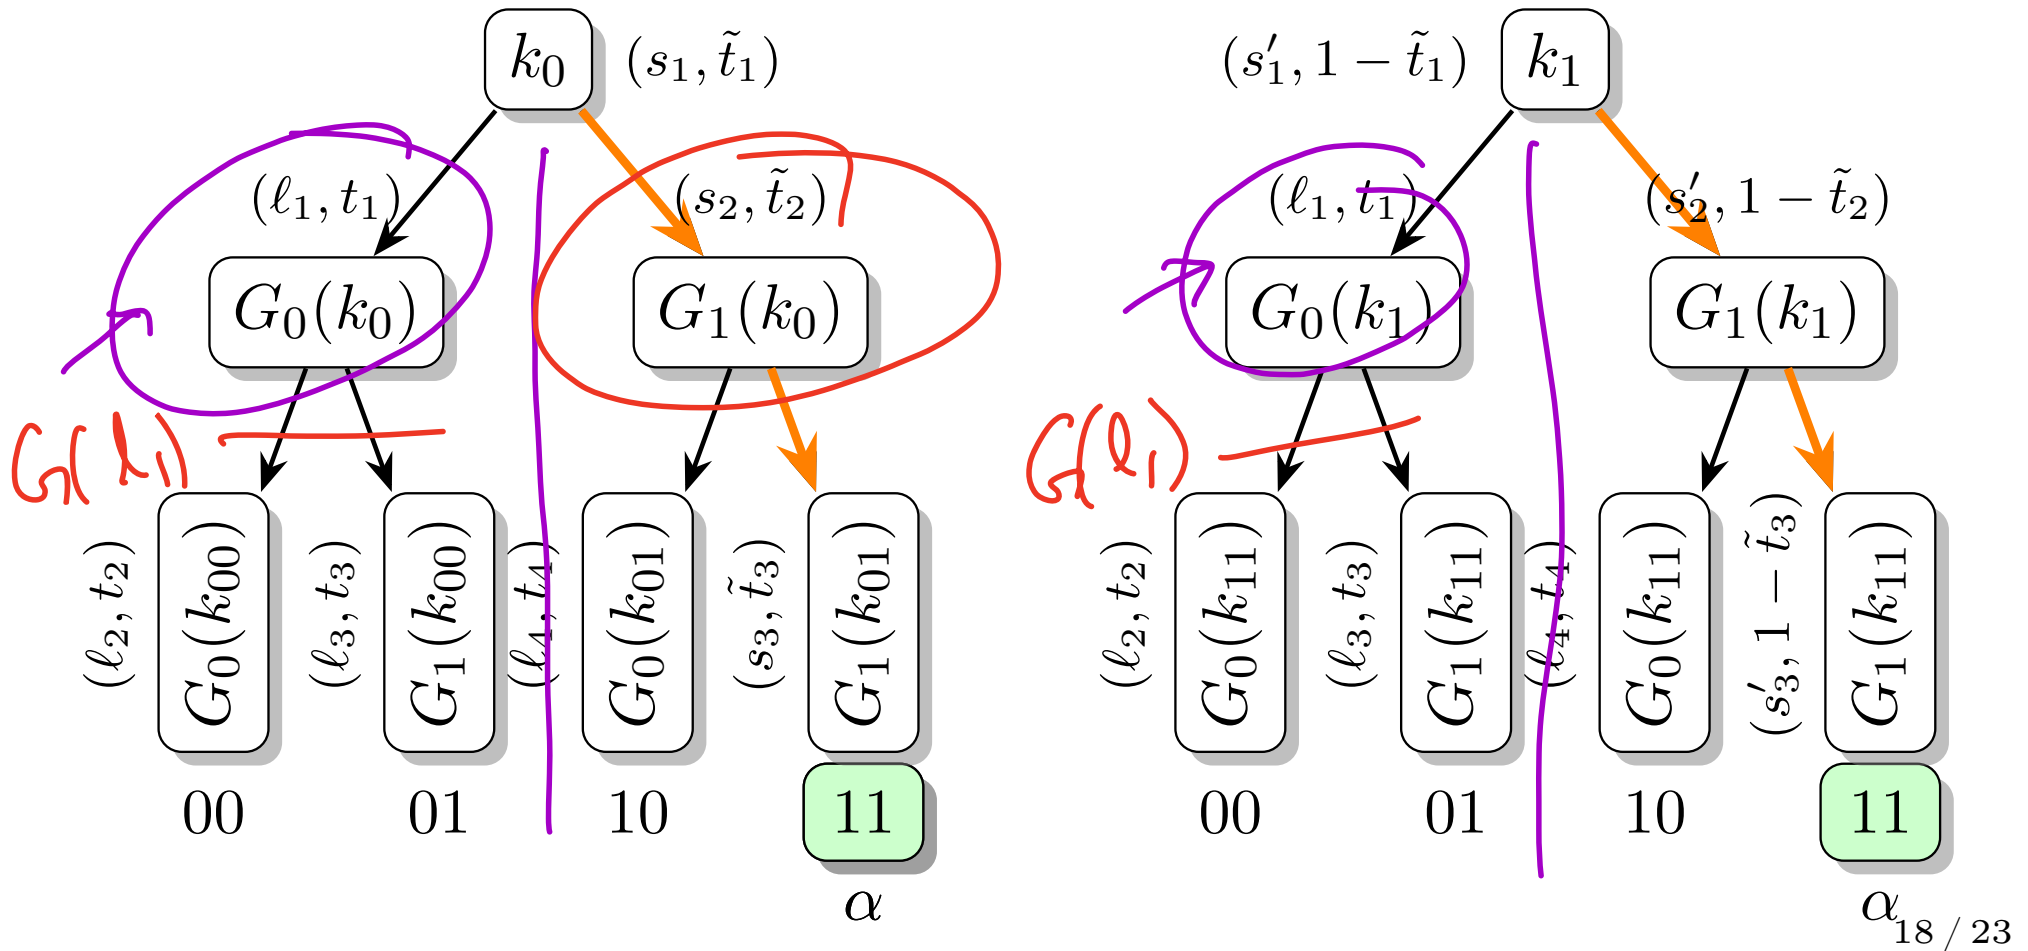 k₀ (s₁, t̃₁) (s′₁, 1 − t̃₁) k₁
(ℓ₁, t₁) (s₂, t̃₂) (ℓ₁, t₁) (s′₂, 1 − t̃₂)
G₀(k₀) G₁(k₀) G₀(k₁) G₁(k₁)
G(ℓ₁) G(ℓ₁)
(ℓ₂, t₂) G₀(k₀₀) (ℓ₃, t₃) G₁(k₀₀) (ℓ₄, t₄) G₀(k₀₁) (s₃, t̃₃) G₁(k₀₁) (ℓ₂, t₂) G₀(k₁₁) (ℓ₃, t₃) G₁(k₁₁) (ℓ₄, t₄) G₀(k₁₁) (s′₃, 1 − t̃₃) G₁(k₁₁)
00 01 10 11 00 01 10 11
α α
18 / 23